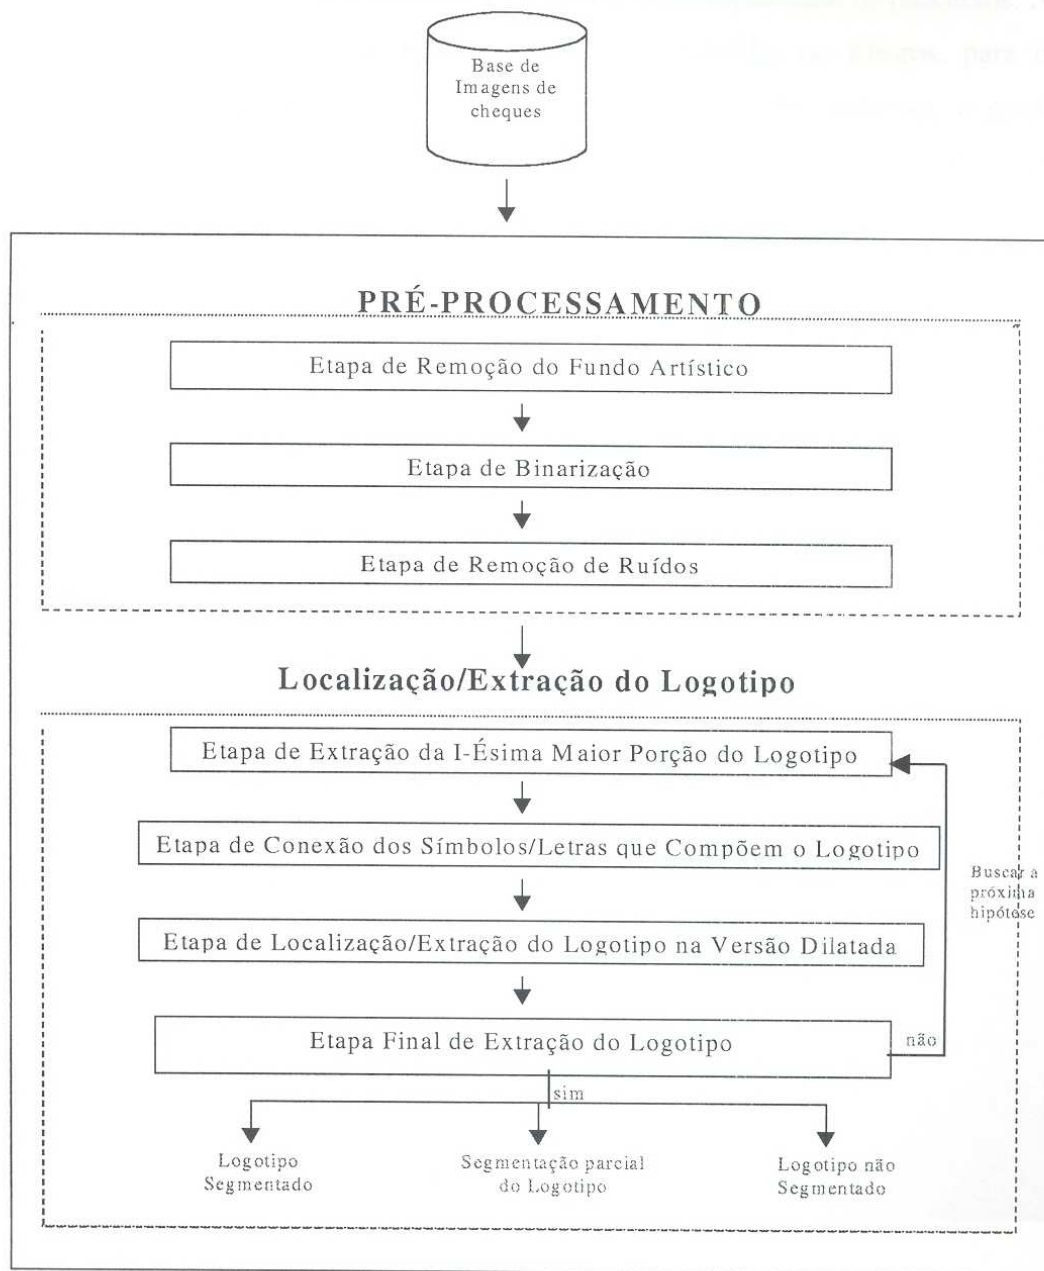 Base de
Imagens de
cheques
PRÉ-PROCESSAMENTO
Etapa de Remoção do Fundo Artístico
Etapa de Binarização
Etapa de Remoção de Ruídos
Localização/Extração do Logotipo
Etapa de Extração da I-Ésima Maior Porção do Logotipo
Etapa de Conexão dos Símbolos/Letras que Compõem o Logotipo
Buscar a
próxima
hipótose
Etapa de Localização/Extração do Logotipo na Versão Dilatada
Etapa Final de Extração do Logotipo
não
sim
Logotipo
Segmentado
Segmentação parcial
do Logotipo
Logotipo não
Segmentado